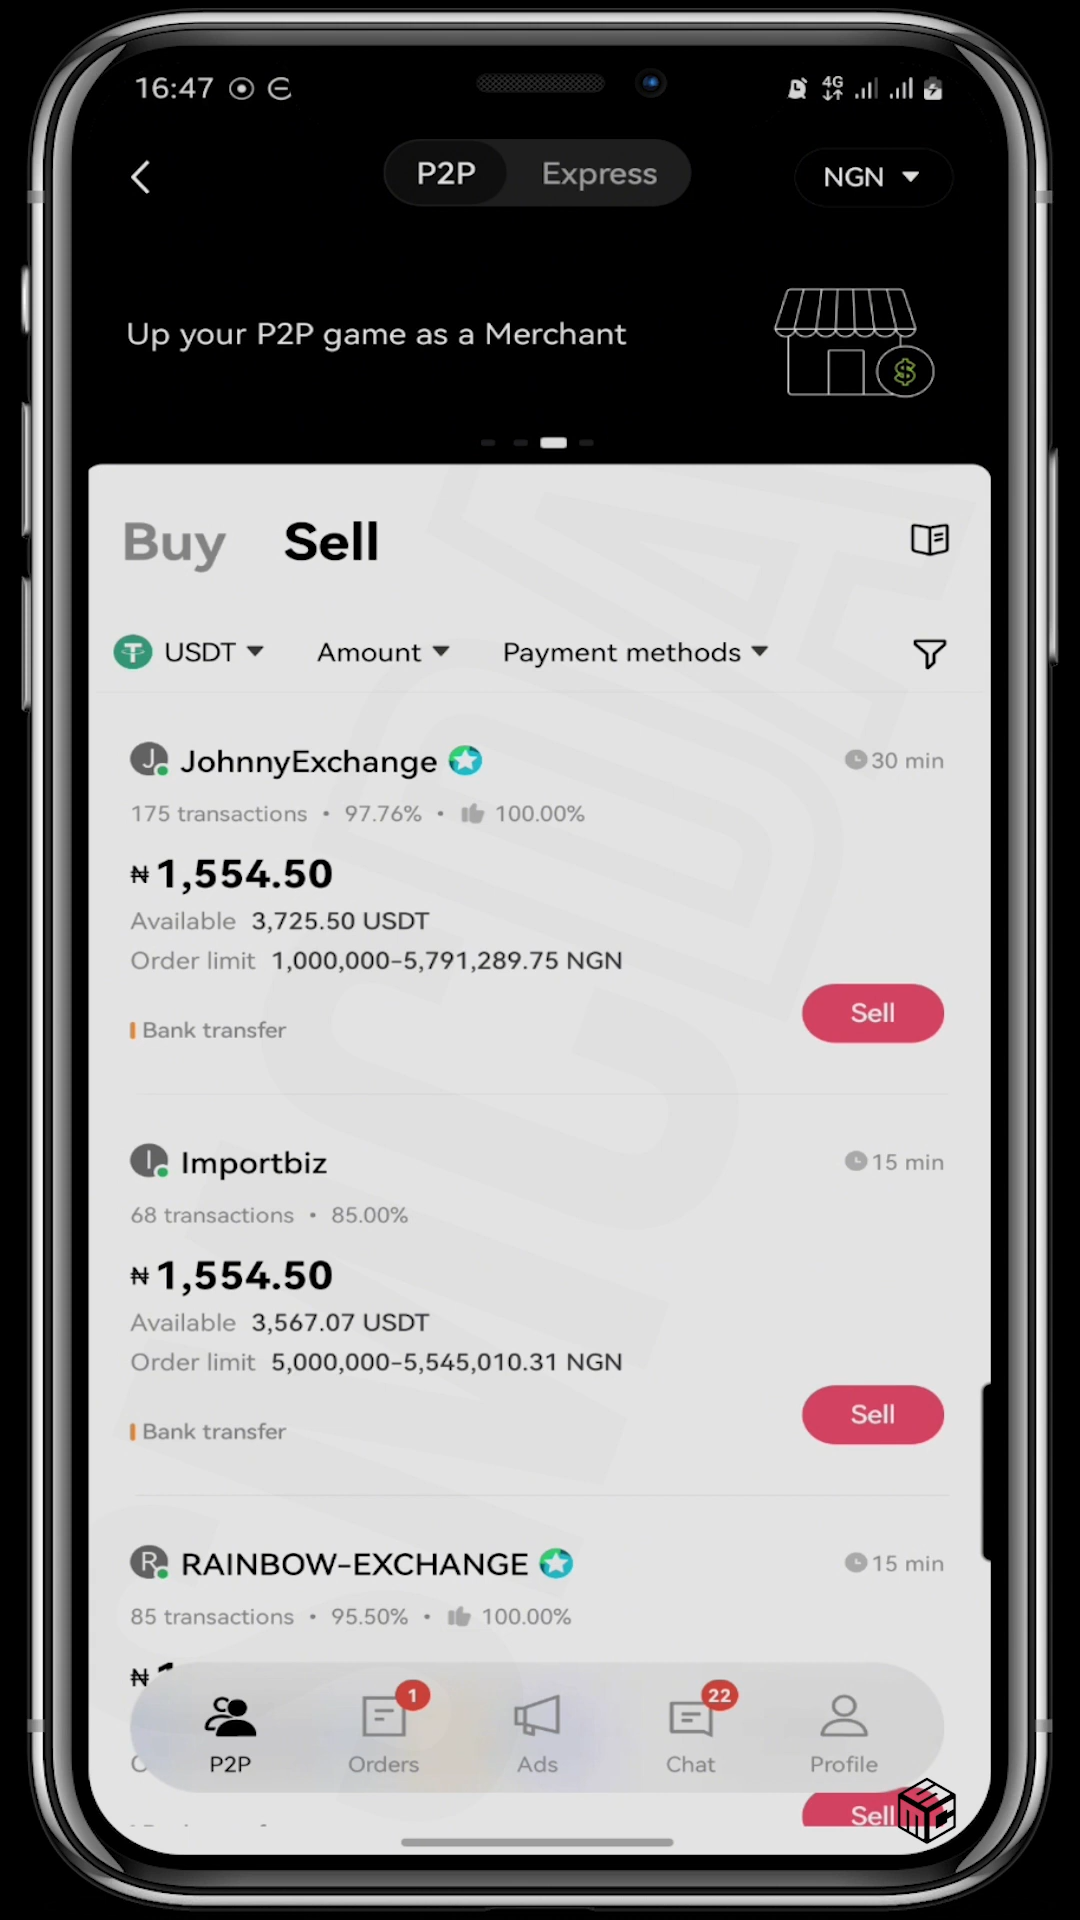 16:47
4G
P2P Express NGN
Up your P2P game as a Merchant
Buy Sell
USDT Amount Payment methods
J JohnnyExchange 30 min
175 transactions • 97.76% • 100.00%
₦ 1,554.50
Available 3,725.50 USDT
Order limit 1,000,000-5,791,289.75 NGN
Sell
Bank transfer
I Importbiz 15 min
68 transactions • 85.00%
₦ 1,554.50
Available 3,567.07 USDT
Order limit 5,000,000-5,545,010.31 NGN
Sell
Bank transfer
R RAINBOW-EXCHANGE 15 min
85 transactions • 95.50% • 100.00%
₦
1 22
P2P Orders Ads Chat Profile
Sell